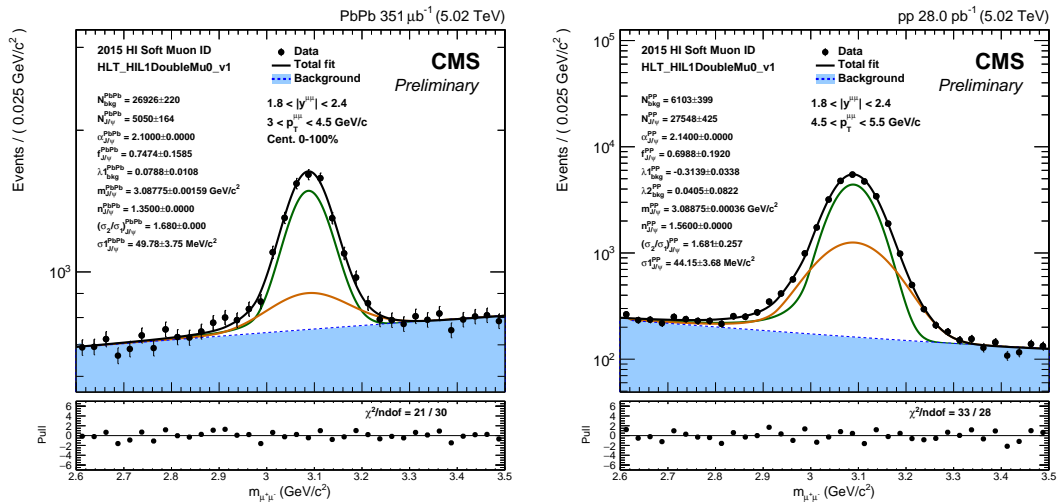 PbPb 351 μb⁻¹ (5.02 TeV)
Events / ( 0.025 GeV/c² )
10³
2015 HI Soft Muon ID
HLT_HIL1DoubleMu0_v1
N_bkg^PbPb = 26926±220
N_J/ψ^PbPb = 5050±164
α_J/ψ^PbPb = 2.1000±0.0000
f_J/ψ^PbPb = 0.7474±0.1585
λ1_bkg^PbPb = 0.0788±0.0108
m_J/ψ^PbPb = 3.08775±0.00159 GeV/c²
n_J/ψ^PbPb = 1.3500±0.0000
(σ₂/σ₁)_J/ψ^PbPb = 1.680±0.000
σ1_J/ψ^PbPb = 49.78±3.75 MeV/c²
Data
Total fit
Background
1.8 < |y^μμ| < 2.4
3 < p_T^μμ < 4.5 GeV/c
Cent. 0-100%
CMS
Preliminary
Pull
6
4
2
0
−2
−4
−6
χ²/ndof = 21 / 30
2.6 2.7 2.8 2.9 3 3.1 3.2 3.3 3.4 3.5
m_μ⁺μ⁻ (GeV/c²)
pp 28.0 pb⁻¹ (5.02 TeV)
Events / ( 0.025 GeV/c² )
10⁵
10⁴
10³
10²
2015 HI Soft Muon ID
HLT_HIL1DoubleMu0_v1
N_bkg^PP = 6103±399
N_J/ψ^PP = 27548±425
α_J/ψ^PP = 2.1400±0.0000
f_J/ψ^PP = 0.6988±0.1920
λ1_bkg^PP = -0.3139±0.0338
λ2_bkg^PP = 0.0405±0.0822
m_J/ψ^PP = 3.08875±0.00036 GeV/c²
n_J/ψ^PP = 1.5600±0.0000
(σ₂/σ₁)_J/ψ^PP = 1.681±0.257
σ1_J/ψ^PP = 44.15±3.68 MeV/c²
Data
Total fit
Background
1.8 < |y^μμ| < 2.4
4.5 < p_T^μμ < 5.5 GeV/c
CMS
Preliminary
Pull
6
4
2
0
−2
−4
−6
χ²/ndof = 33 / 28
2.6 2.7 2.8 2.9 3 3.1 3.2 3.3 3.4 3.5
m_μ⁺μ⁻ (GeV/c²)